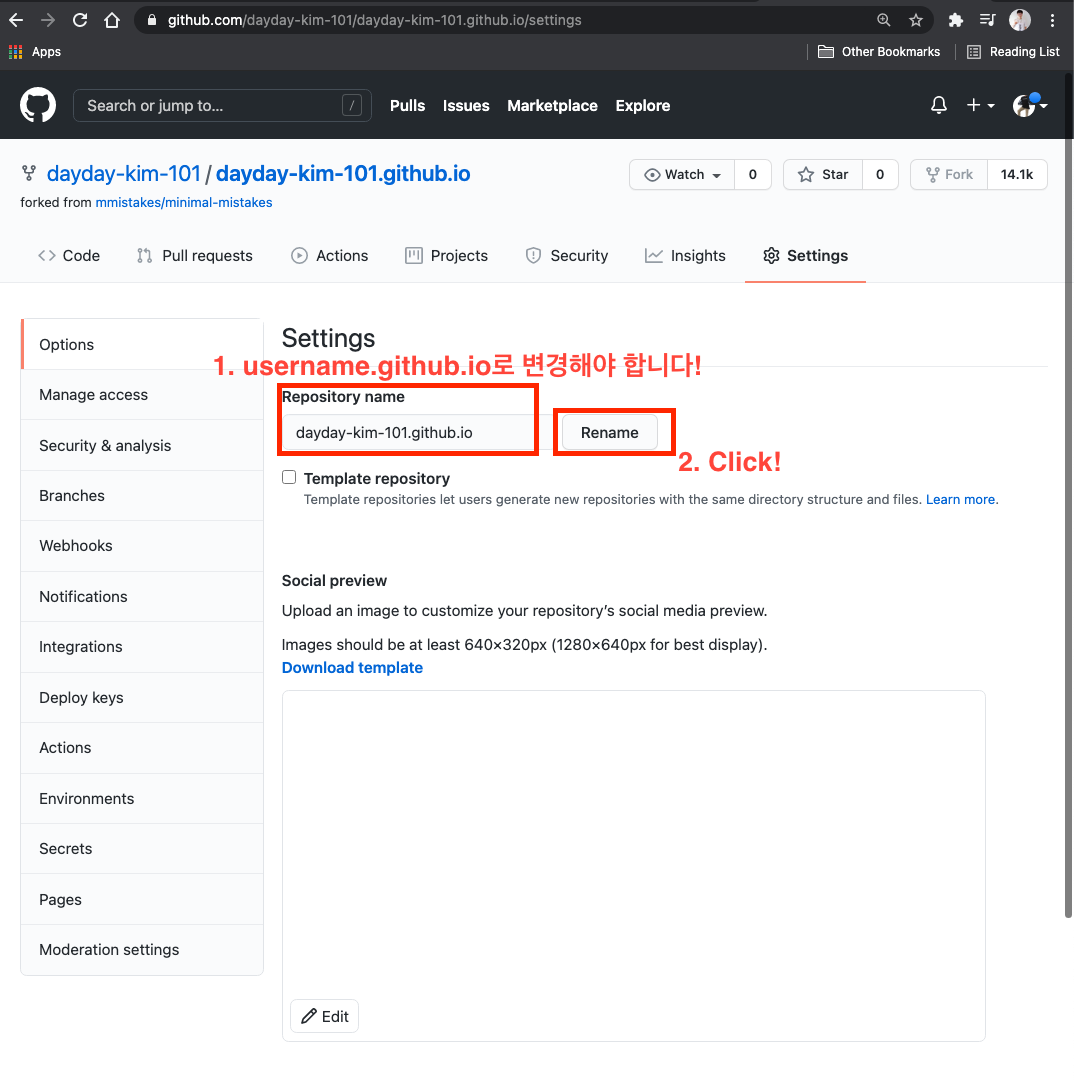 github.com/dayday-kim-101/dayday-kim-101.github.io/settings
Apps
Other Bookmarks
Reading List
Search or jump to...
/
Pulls
Issues
Marketplace
Explore
dayday-kim-101 / dayday-kim-101.github.io
Watch 0
Star 0
Fork 14.1k
forked from mmistakes/minimal-mistakes
Code
Pull requests
Actions
Projects
Security
Insights
Settings
Options
Manage access
Security & analysis
Branches
Webhooks
Notifications
Integrations
Deploy keys
Actions
Environments
Secrets
Pages
Moderation settings
Settings
1. username.github.io로 변경해야 합니다!
Repository name
dayday-kim-101.github.io
Rename
2. Click!
Template repository
Template repositories let users generate new repositories with the same directory structure and files. Learn more.
Social preview
Upload an image to customize your repository’s social media preview.
Images should be at least 640×320px (1280×640px for best display).
Download template
Edit